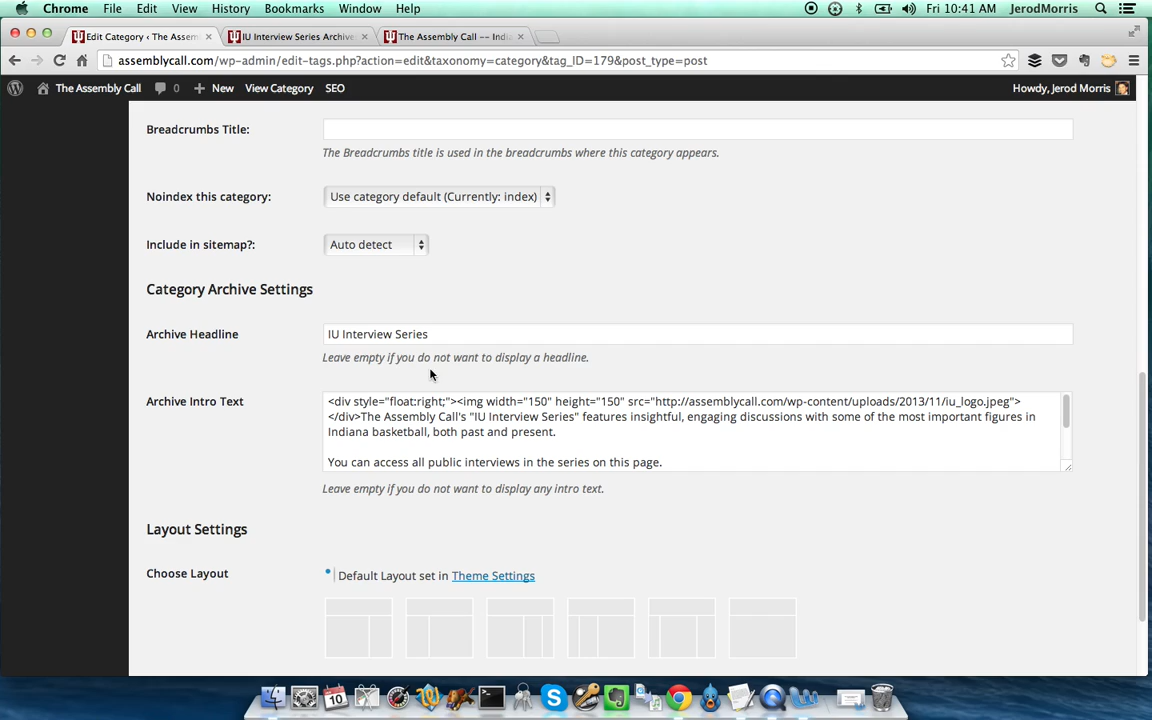 Chrome File Edit View History Bookmarks Window Help Fri 10:41 AM JerodMorris
Edit Category ‹ The Assem × IU Interview Series Archive × The Assembly Call -- India ×
assemblycall.com/wp-admin/edit-tags.php?action=edit&taxonomy=category&tag_ID=179&post_type=post
The Assembly Call 0 New View Category SEO Howdy, Jerod Morris
Breadcrumbs Title:
The Breadcrumbs title is used in the breadcrumbs where this category appears.
Noindex this category: Use category default (Currently: index)
Include in sitemap?: Auto detect
Category Archive Settings
Archive Headline IU Interview Series
Leave empty if you do not want to display a headline.
Archive Intro Text <div style="float:right;"><img width="150" height="150" src="http://assemblycall.com/wp-content/uploads/2013/11/iu_logo.jpeg">
</div>The Assembly Call's "IU Interview Series" features insightful, engaging discussions with some of the most important figures in
Indiana basketball, both past and present.
You can access all public interviews in the series on this page.
Leave empty if you do not want to display any intro text.
Layout Settings
Choose Layout Default Layout set in Theme Settings